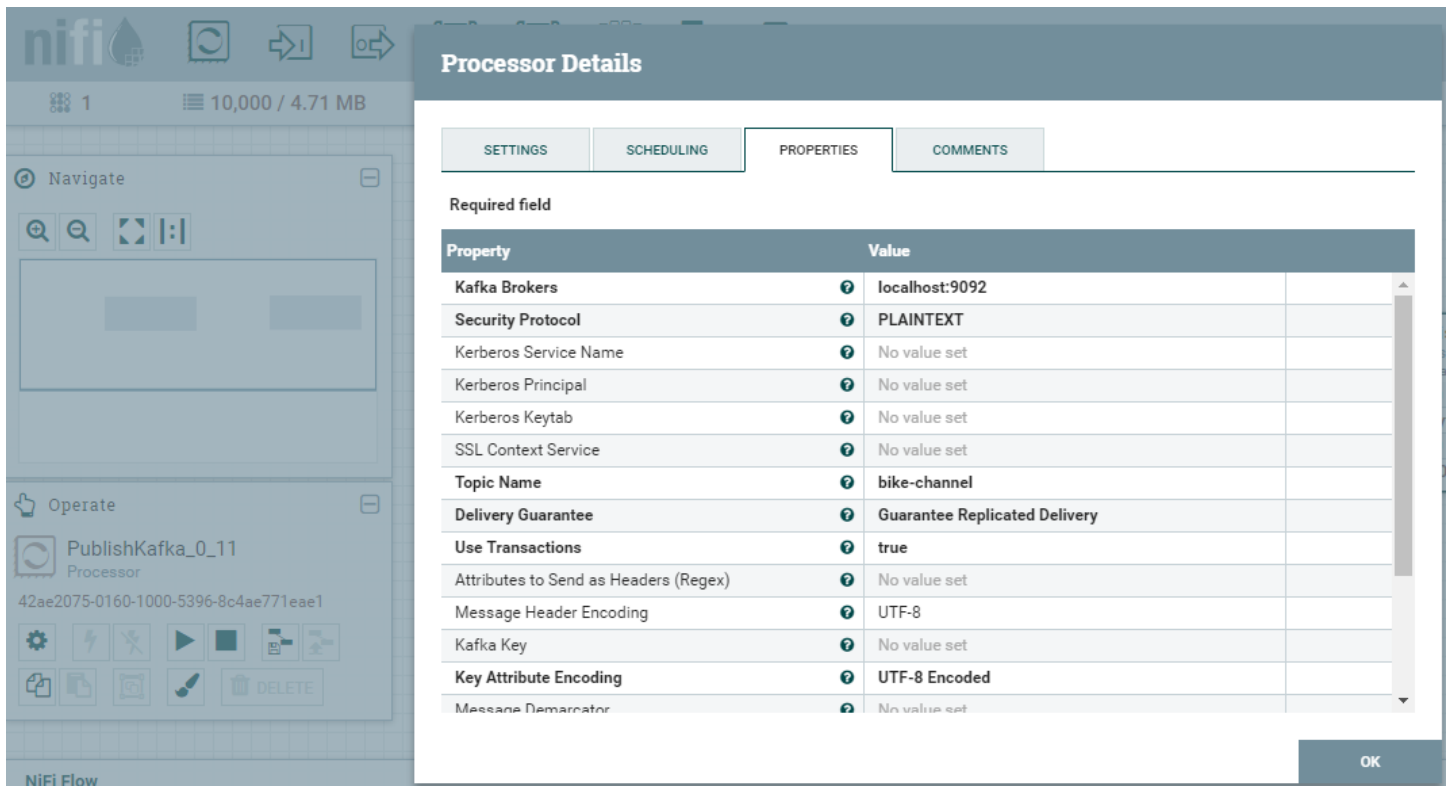 nifi
1
10,000 / 4.71 MB
Navigate
Operate
PublishKafka_0_11
Processor
42ae2075-0160-1000-5396-8c4ae771eae1
DELETE
NiFi Flow
Processor Details
SETTINGS SCHEDULING PROPERTIES COMMENTS
Required field
Property Value
Kafka Brokers localhost:9092
Security Protocol PLAINTEXT
Kerberos Service Name No value set
Kerberos Principal No value set
Kerberos Keytab No value set
SSL Context Service No value set
Topic Name bike-channel
Delivery Guarantee Guarantee Replicated Delivery
Use Transactions true
Attributes to Send as Headers (Regex) No value set
Message Header Encoding UTF-8
Kafka Key No value set
Key Attribute Encoding UTF-8 Encoded
Message Demarcator No value set
OK